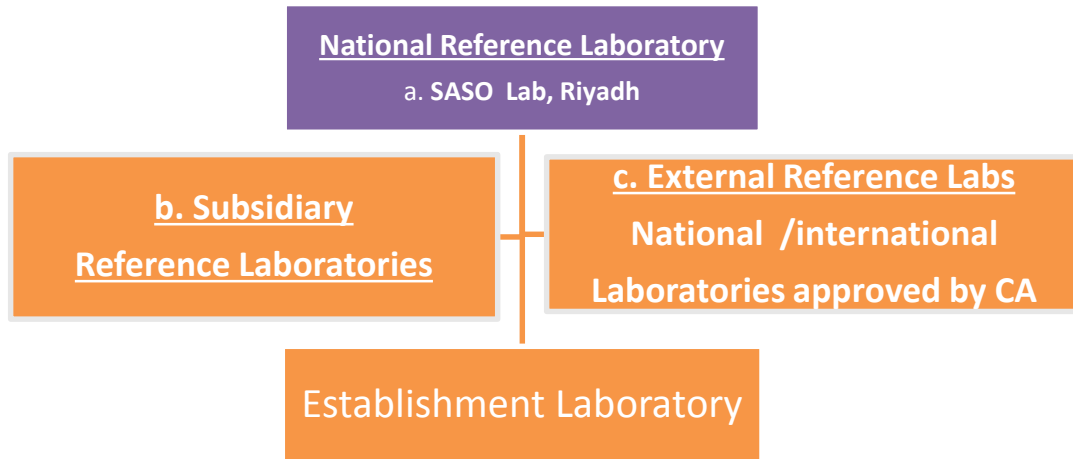 National Reference Laboratory
a. SASO Lab, Riyadh
b. Subsidiary
Reference Laboratories
c. External Reference Labs
National /international
Laboratories approved by CA
Establishment Laboratory